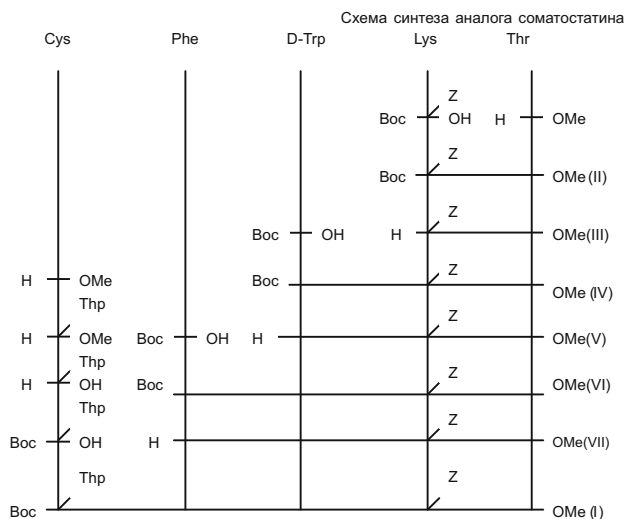 Схема синтеза аналога соматостатина
Cys Phe D-Trp Lys Thr
Z
Boc OH H OMe
Z
Boc OMe (II)
Z
Boc OH H OMe(III)
H OMe Boc Z OMe (IV)
Thp
Z
H OMe Boc OH H OMe(V)
Thp
Z
H OH Boc OMe(VI)
Thp
Z
Boc OH H OMe(VII)
Thp Z
Boc OMe (I)